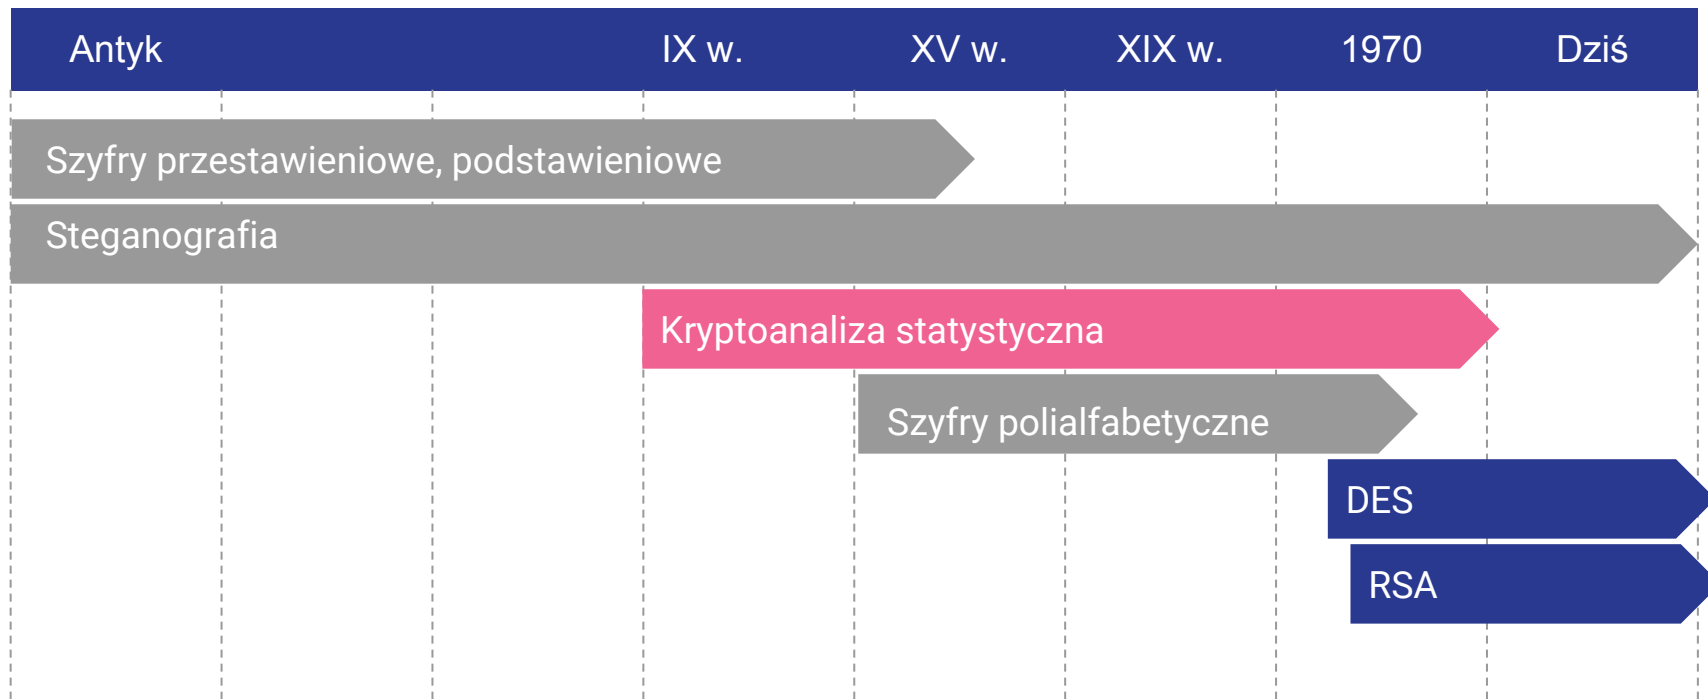 Antyk IX w. XV w. XIX w. 1970 Dziś
Szyfry przestawieniowe, podstawieniowe
Steganografia
Kryptoanaliza statystyczna
Szyfry polialfabetyczne
DES
RSA